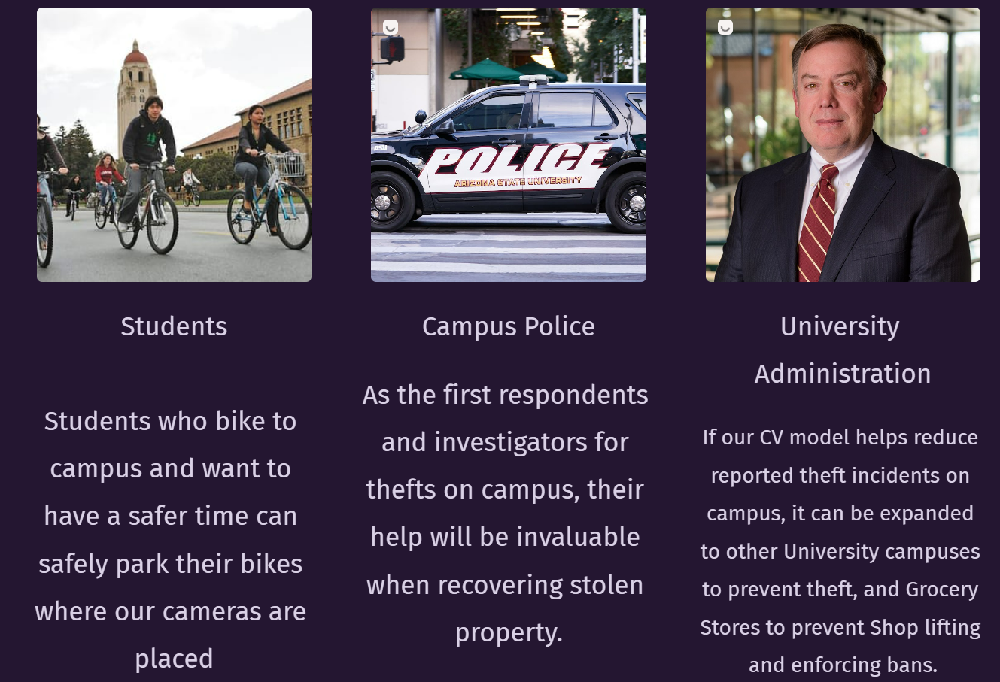 ASU
POLICE
ARIZONA STATE UNIVERSITY
Students
Students who bike to
campus and want to
have a safer time can
safely park their bikes
where our cameras are
placed
Campus Police
As the first respondents
and investigators for
thefts on campus, their
help will be invaluable
when recovering stolen
property.
University
Administration
If our CV model helps reduce
reported theft incidents on
campus, it can be expanded
to other University campuses
to prevent theft, and Grocery
Stores to prevent Shop lifting
and enforcing bans.